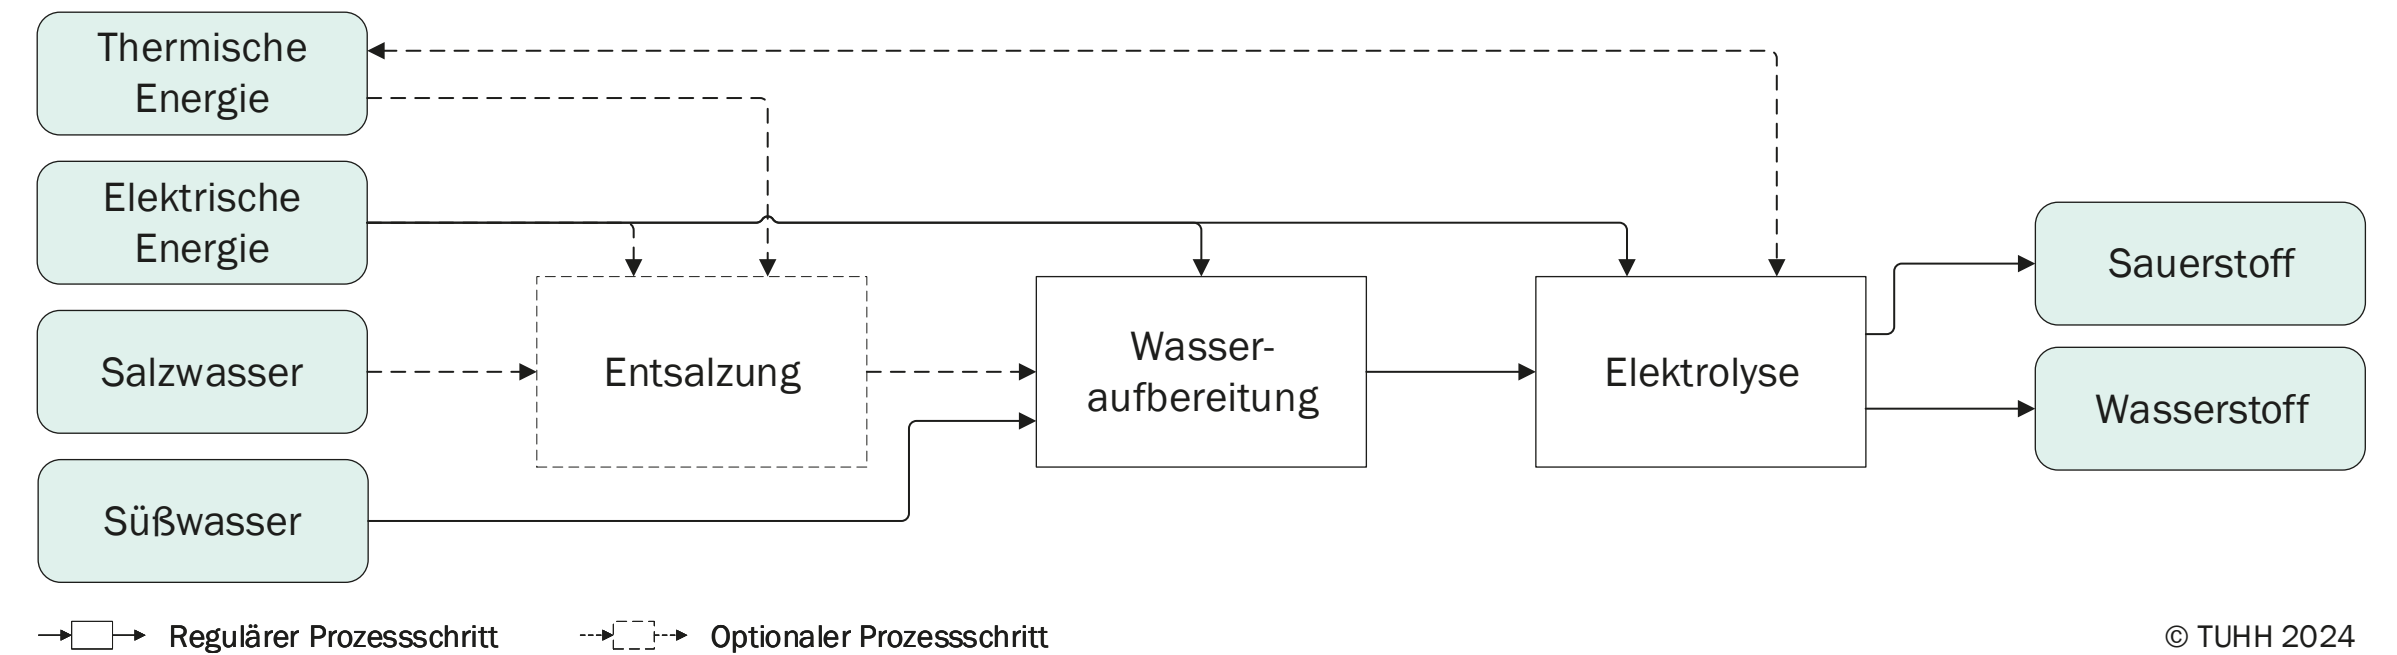 Thermische
Energie
Elektrische
Energie
Salzwasser
Süßwasser
Entsalzung
Wasser-
aufbereitung
Elektrolyse
Sauerstoff
Wasserstoff
Regulärer Prozessschritt
Optionaler Prozessschritt
© TUHH 2024